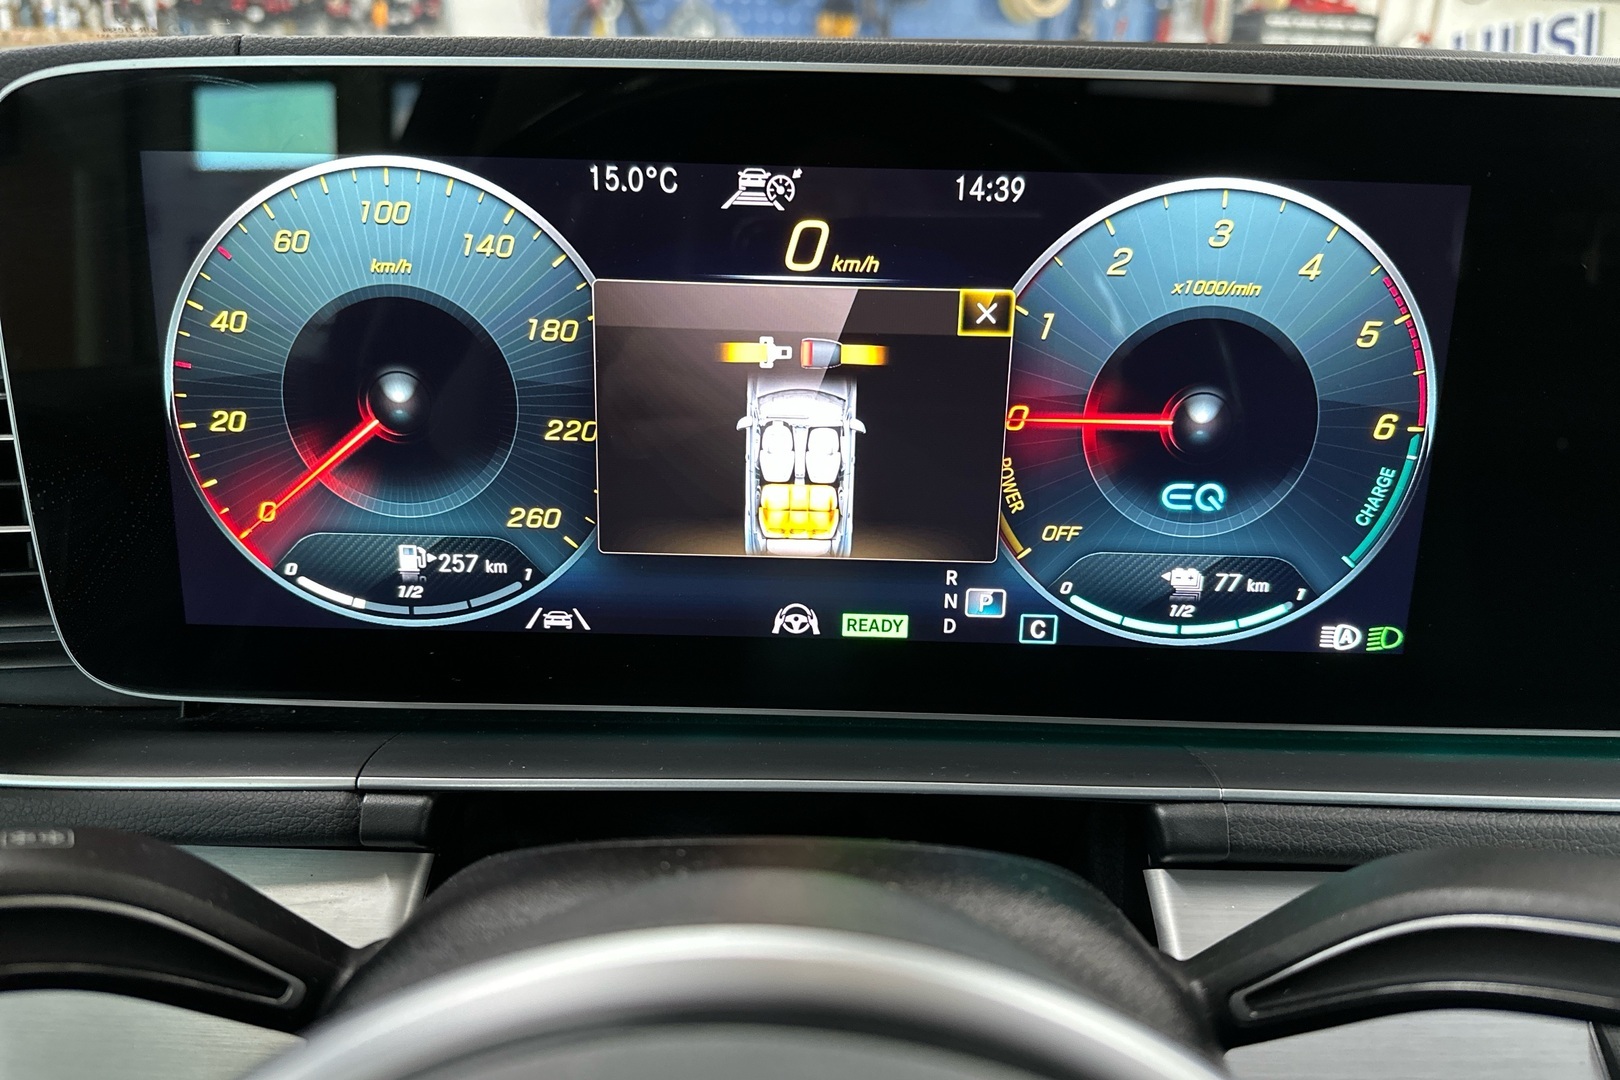 15.0°C
14:39
0 km/h
20
40
60
100
140
180
220
260
0
km/h
257 km
0
1/2
1
0
1
2
3
4
5
6
x1000/min
POWER
OFF
CHARGE
EQ
77 km
0
1/2
1
R
N P
D
READY
C
A